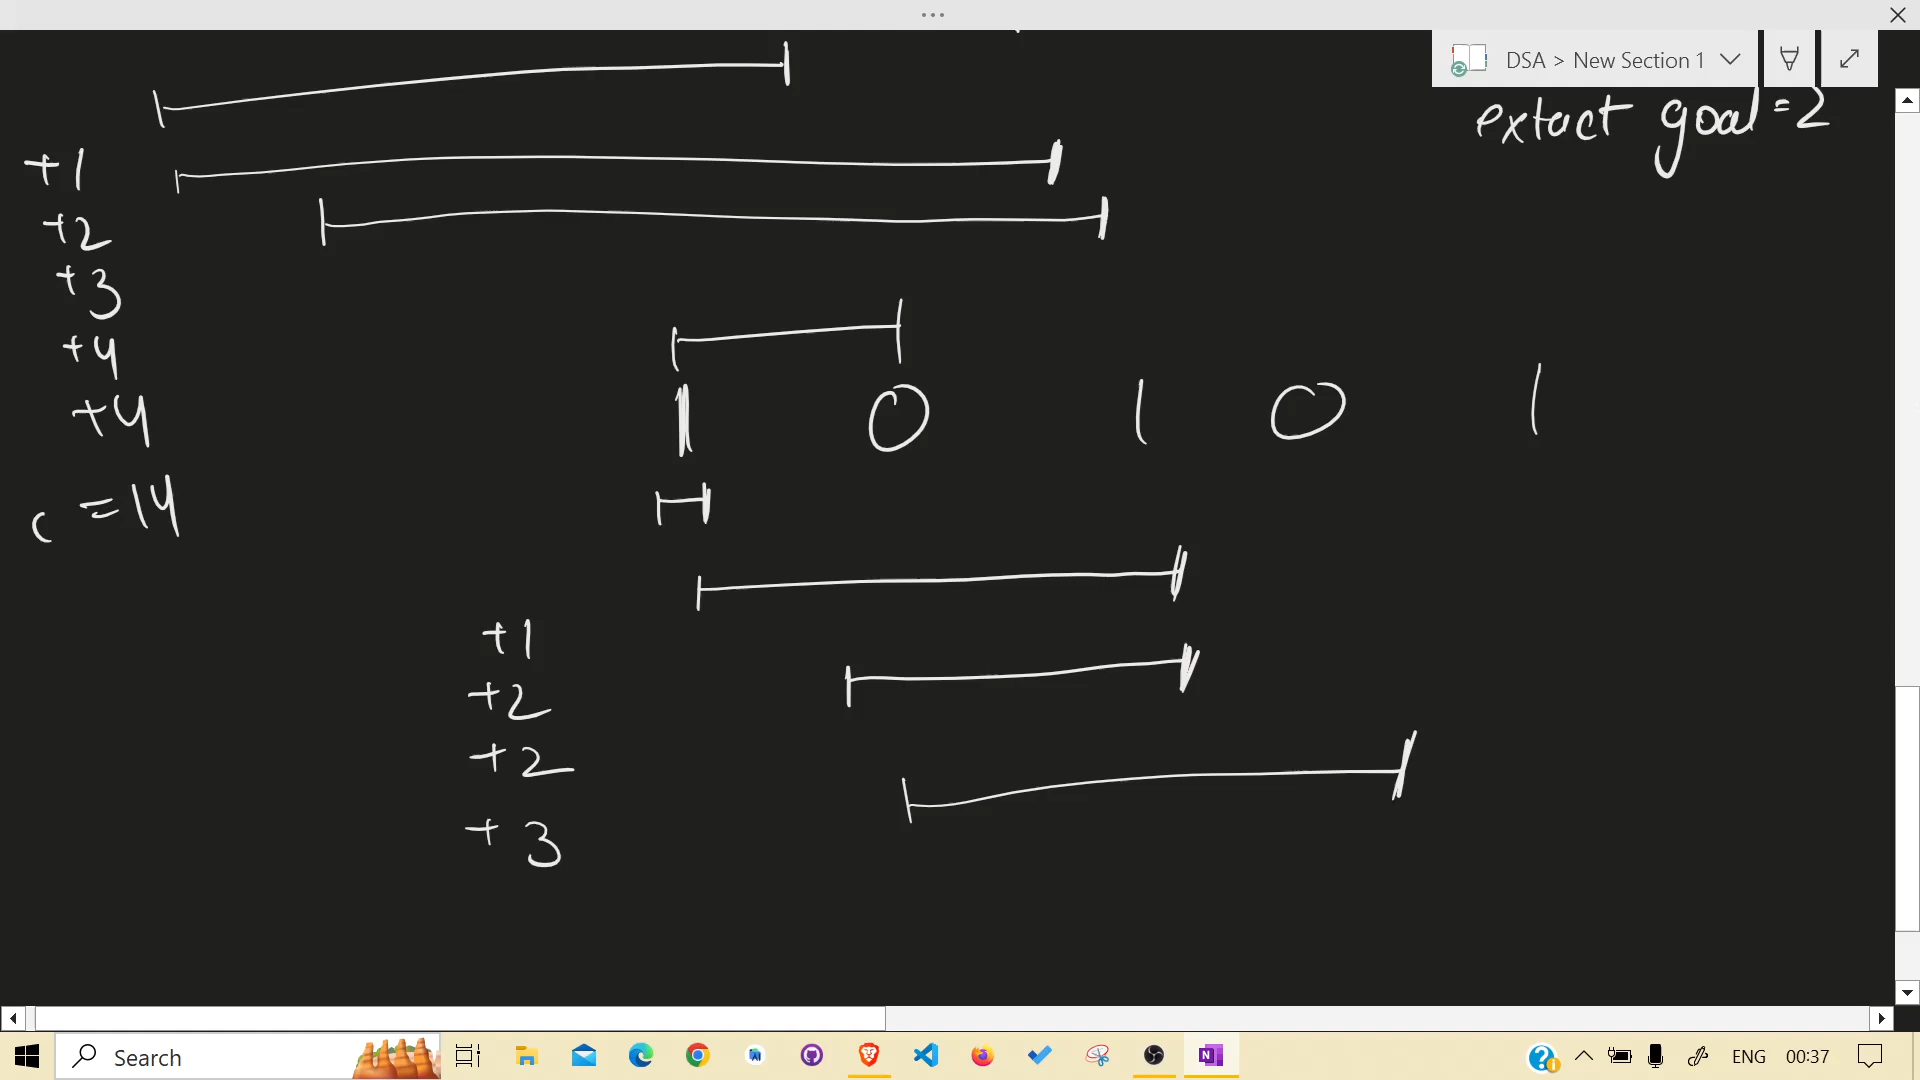 DSA > New Section 1
extact goal = 2
+1
+2
+3
+4
+4
c = 14
1 0 1 0 1
+1
+2
+2
+3
Search
ENG 00:37